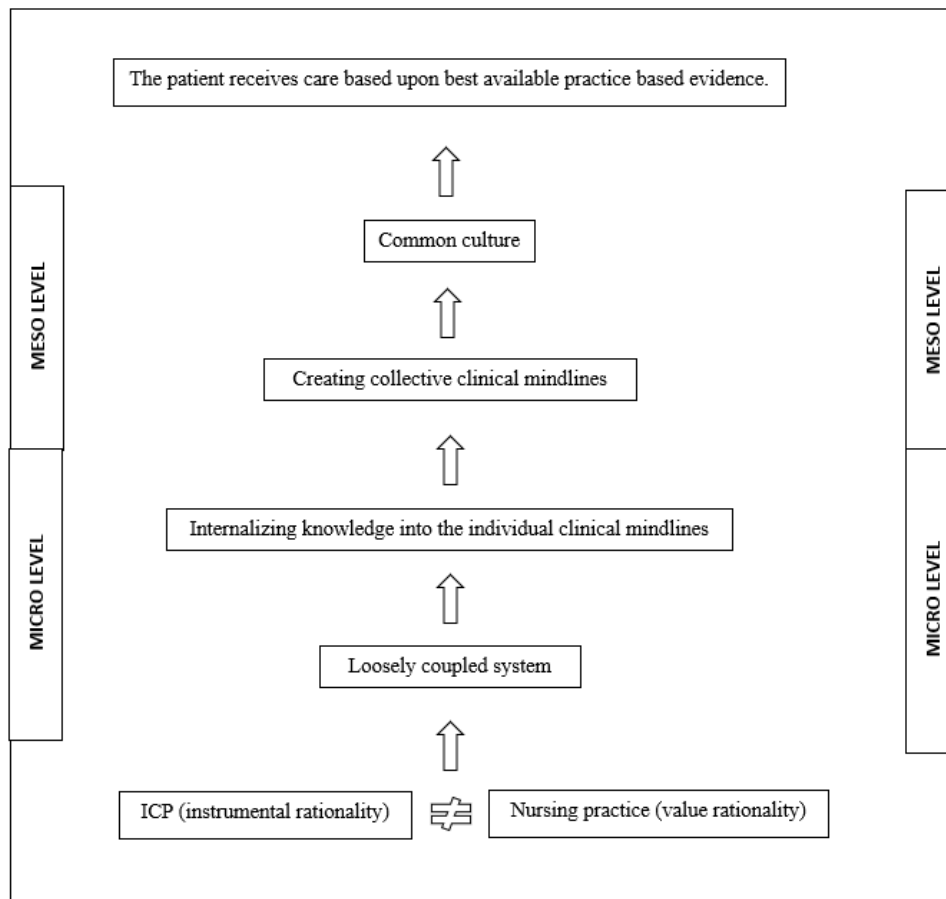 The patient receives care based upon best available practice based evidence.
Common culture
MESO LEVEL
MESO LEVEL
Creating collective clinical mindlines
Internalizing knowledge into the individual clinical mindlines
MICRO LEVEL
MICRO LEVEL
Loosely coupled system
ICP (instrumental rationality) ≠ Nursing practice (value rationality)